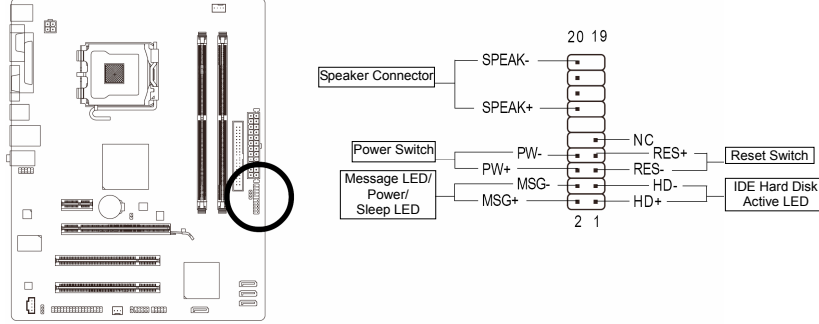 20 19
SPEAK-
Speaker Connector
SPEAK+
NC
Power Switch
PW-
RES+
Reset Switch
PW+
RES-
Message LED/
Power/
Sleep LED
MSG-
HD-
IDE Hard Disk
Active LED
MSG+
HD+
2 1